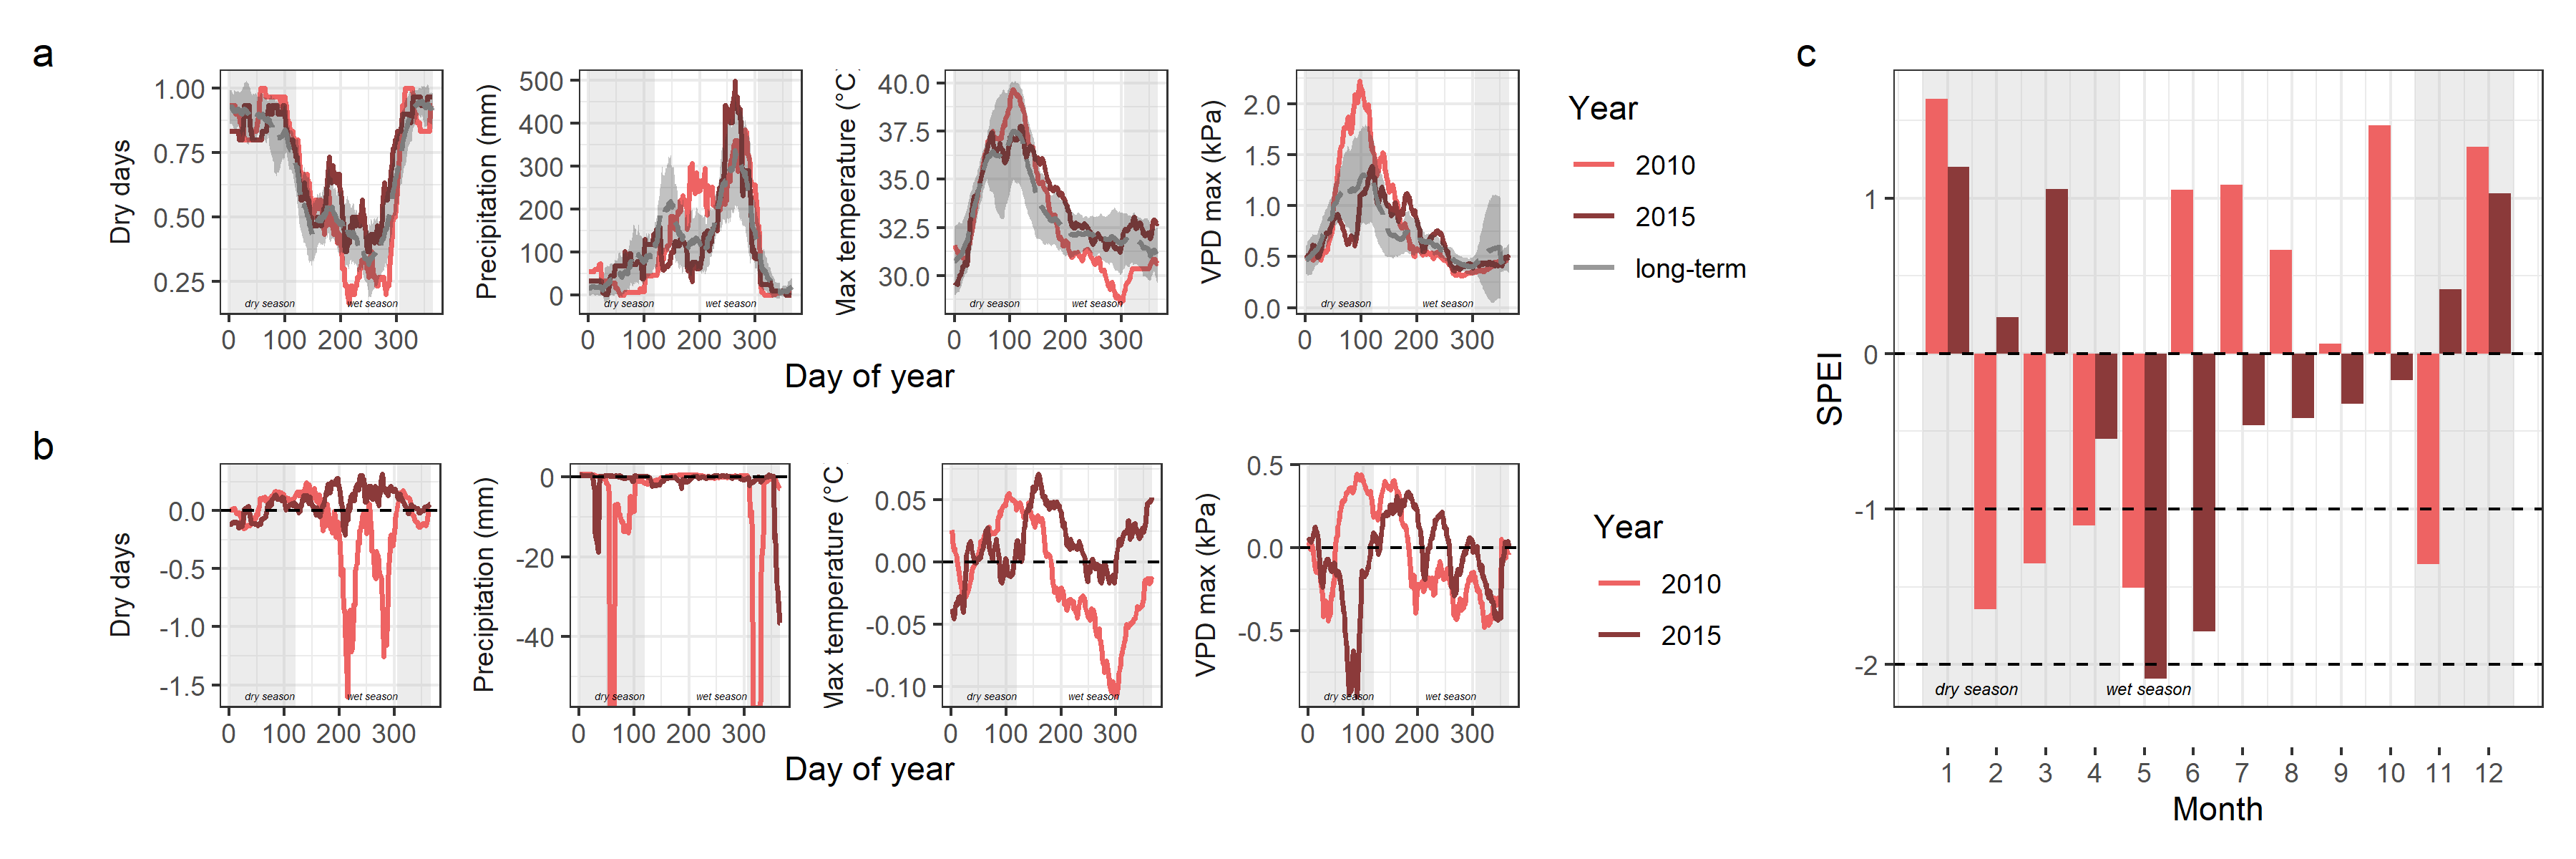 a
Dry days
1.00
0.75
0.50
0.25
dry season
wet season
0
100
200
300
Precipitation (mm)
500
400
300
200
100
0
dry season
wet season
0
100
200
300
Max temperature (°C
40.0
37.5
35.0
32.5
30.0
dry season
wet season
0
100
200
300
VPD max (kPa)
2.0
1.5
1.0
0.5
0.0
dry season
wet season
0
100
200
300
Day of year
Year
2010
2015
long-term
b
Dry days
0.0
-0.5
-1.0
-1.5
dry season
wet season
0
100
200
300
Precipitation (mm)
0
-20
-40
dry season
wet season
0
100
200
300
Max temperature (°C
0.05
0.00
-0.05
-0.10
dry season
wet season
0
100
200
300
VPD max (kPa)
0.5
0.0
-0.5
dry season
wet season
0
100
200
300
Day of year
Year
2010
2015
c
SPEI
1
0
-1
-2
dry season
wet season
1
2
3
4
5
6
7
8
9
10
11
12
Month